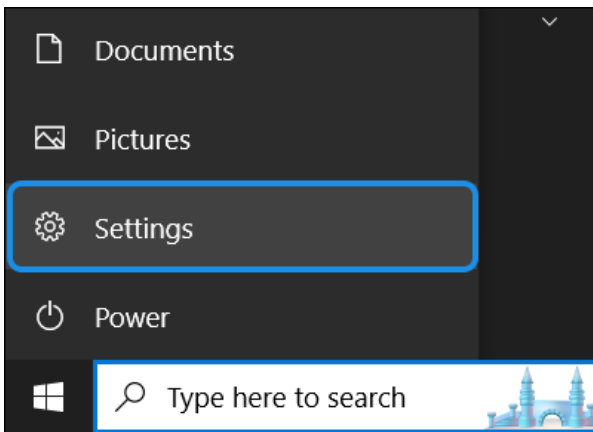 Documents
Pictures
Settings
Power
Type here to search